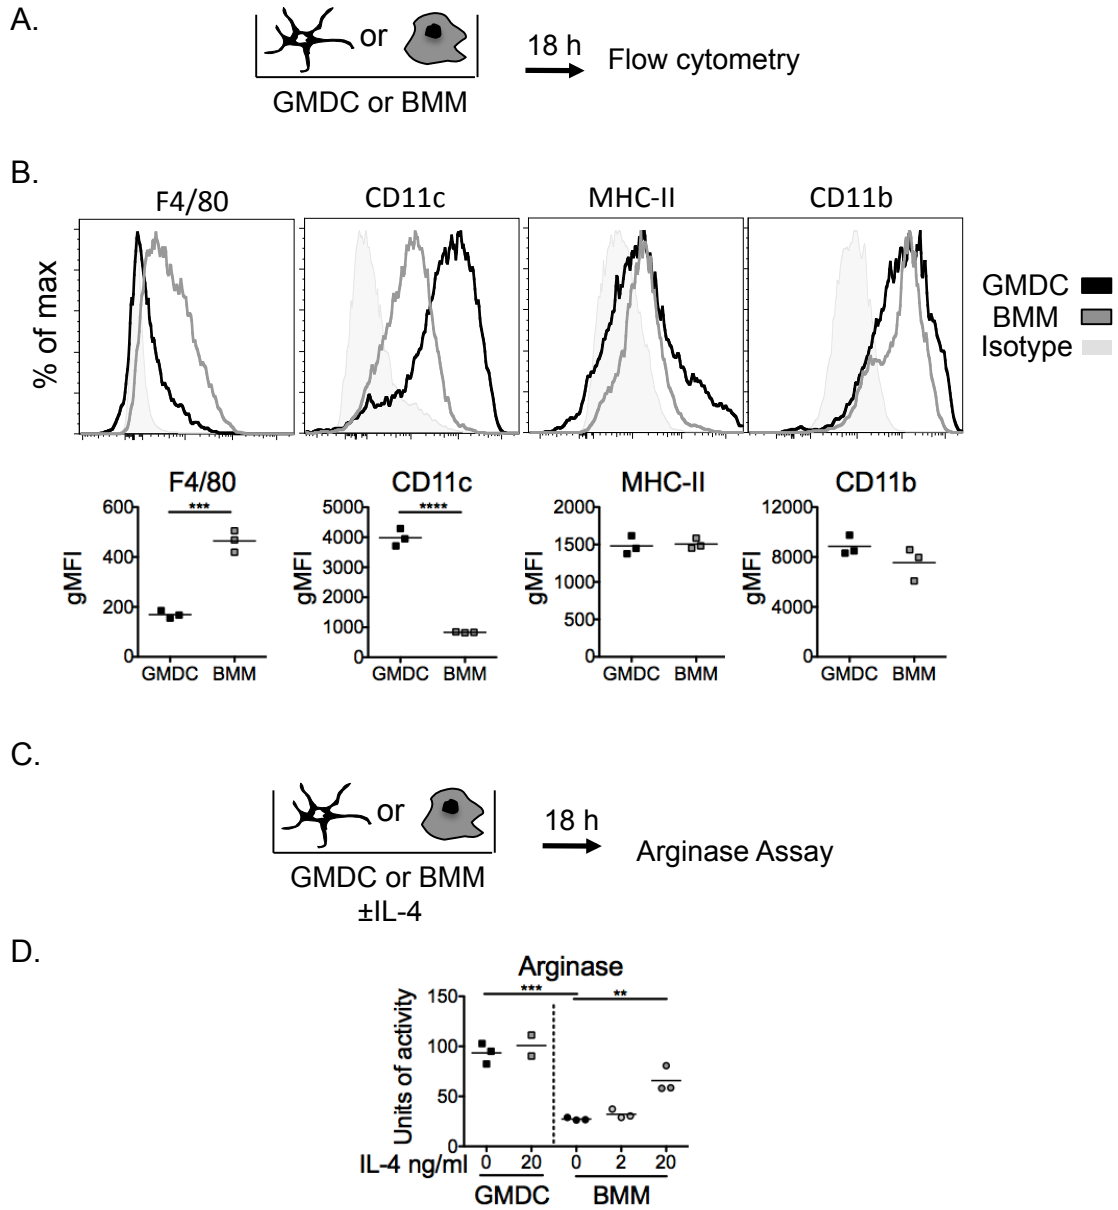 A.
or
18 h
Flow cytometry
GMDC or BMM
B.
F4/80 CD11c MHC-II CD11b
% of max
GMDC
BMM
Isotype
F4/80
600
400
200
0
gMFI
***
GMDC BMM
CD11c
5000
4000
3000
2000
1000
0
gMFI
****
GMDC BMM
MHC-II
2000
1500
1000
500
0
gMFI
GMDC BMM
CD11b
12000
8000
4000
0
gMFI
GMDC BMM
C.
or
18 h
Arginase Assay
GMDC or BMM
±IL-4
D.
Arginase
*** **
150
100
50
0
Units of activity
IL-4 ng/ml 0 20 0 2 20
GMDC BMM